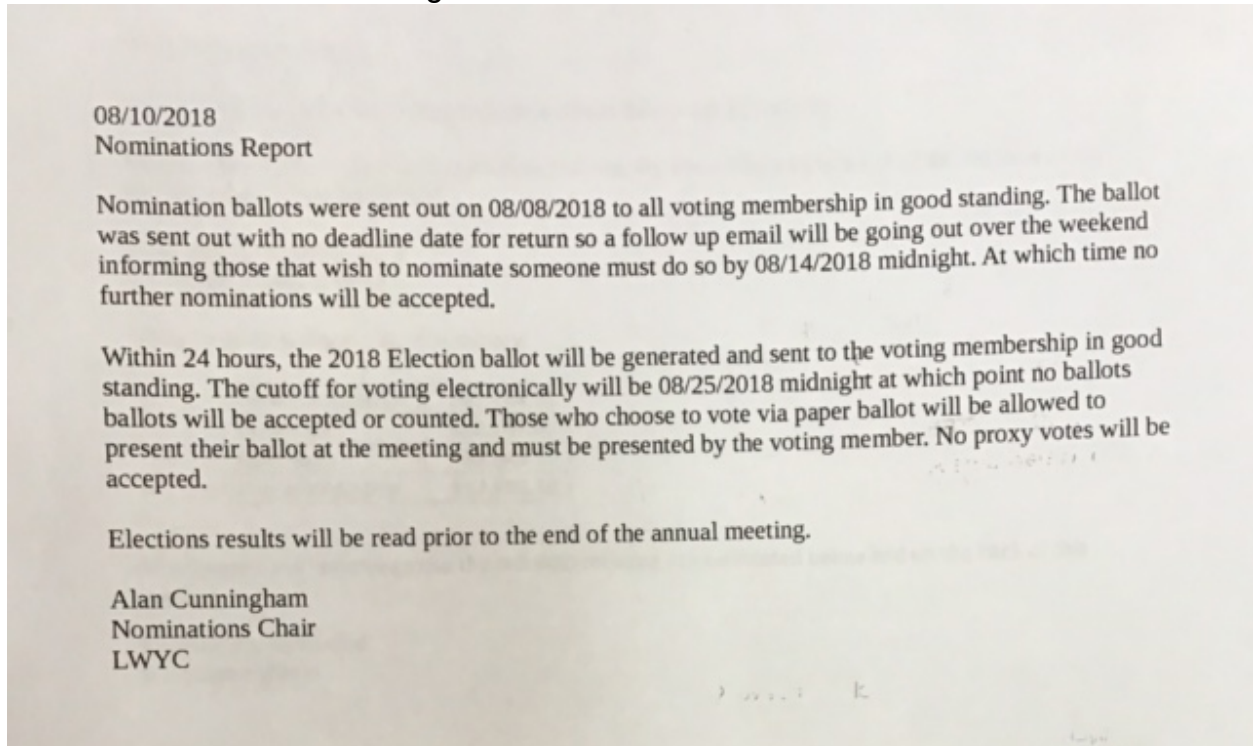 08/10/2018
Nominations Report
Nomination ballots were sent out on 08/08/2018 to all voting membership in good standing. The ballot
was sent out with no deadline date for return so a follow up email will be going out over the weekend
informing those that wish to nominate someone must do so by 08/14/2018 midnight. At which time no
further nominations will be accepted.
Within 24 hours, the 2018 Election ballot will be generated and sent to the voting membership in good
standing. The cutoff for voting electronically will be 08/25/2018 midnight at which point no ballots
ballots will be accepted or counted. Those who choose to vote via paper ballot will be allowed to
present their ballot at the meeting and must be presented by the voting member. No proxy votes will be
accepted.
Elections results will be read prior to the end of the annual meeting.
Alan Cunningham
Nominations Chair
LWYC